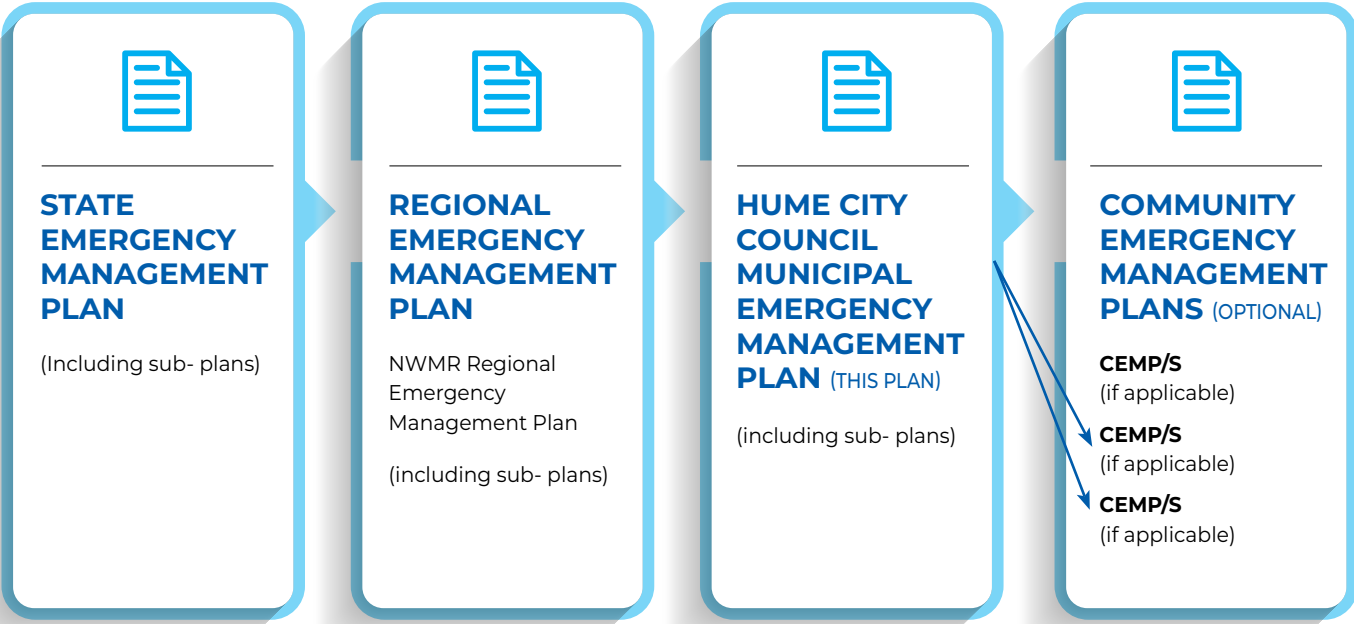 STATE
EMERGENCY
MANAGEMENT
PLAN
(Including sub- plans)
REGIONAL
EMERGENCY
MANAGEMENT
PLAN
NWMR Regional
Emergency
Management Plan
(including sub- plans)
HUME CITY
COUNCIL
MUNICIPAL
EMERGENCY
MANAGEMENT
PLAN (THIS PLAN)
(including sub- plans)
COMMUNITY
EMERGENCY
MANAGEMENT
PLANS (OPTIONAL)
CEMP/S
(if applicable)
CEMP/S
(if applicable)
CEMP/S
(if applicable)